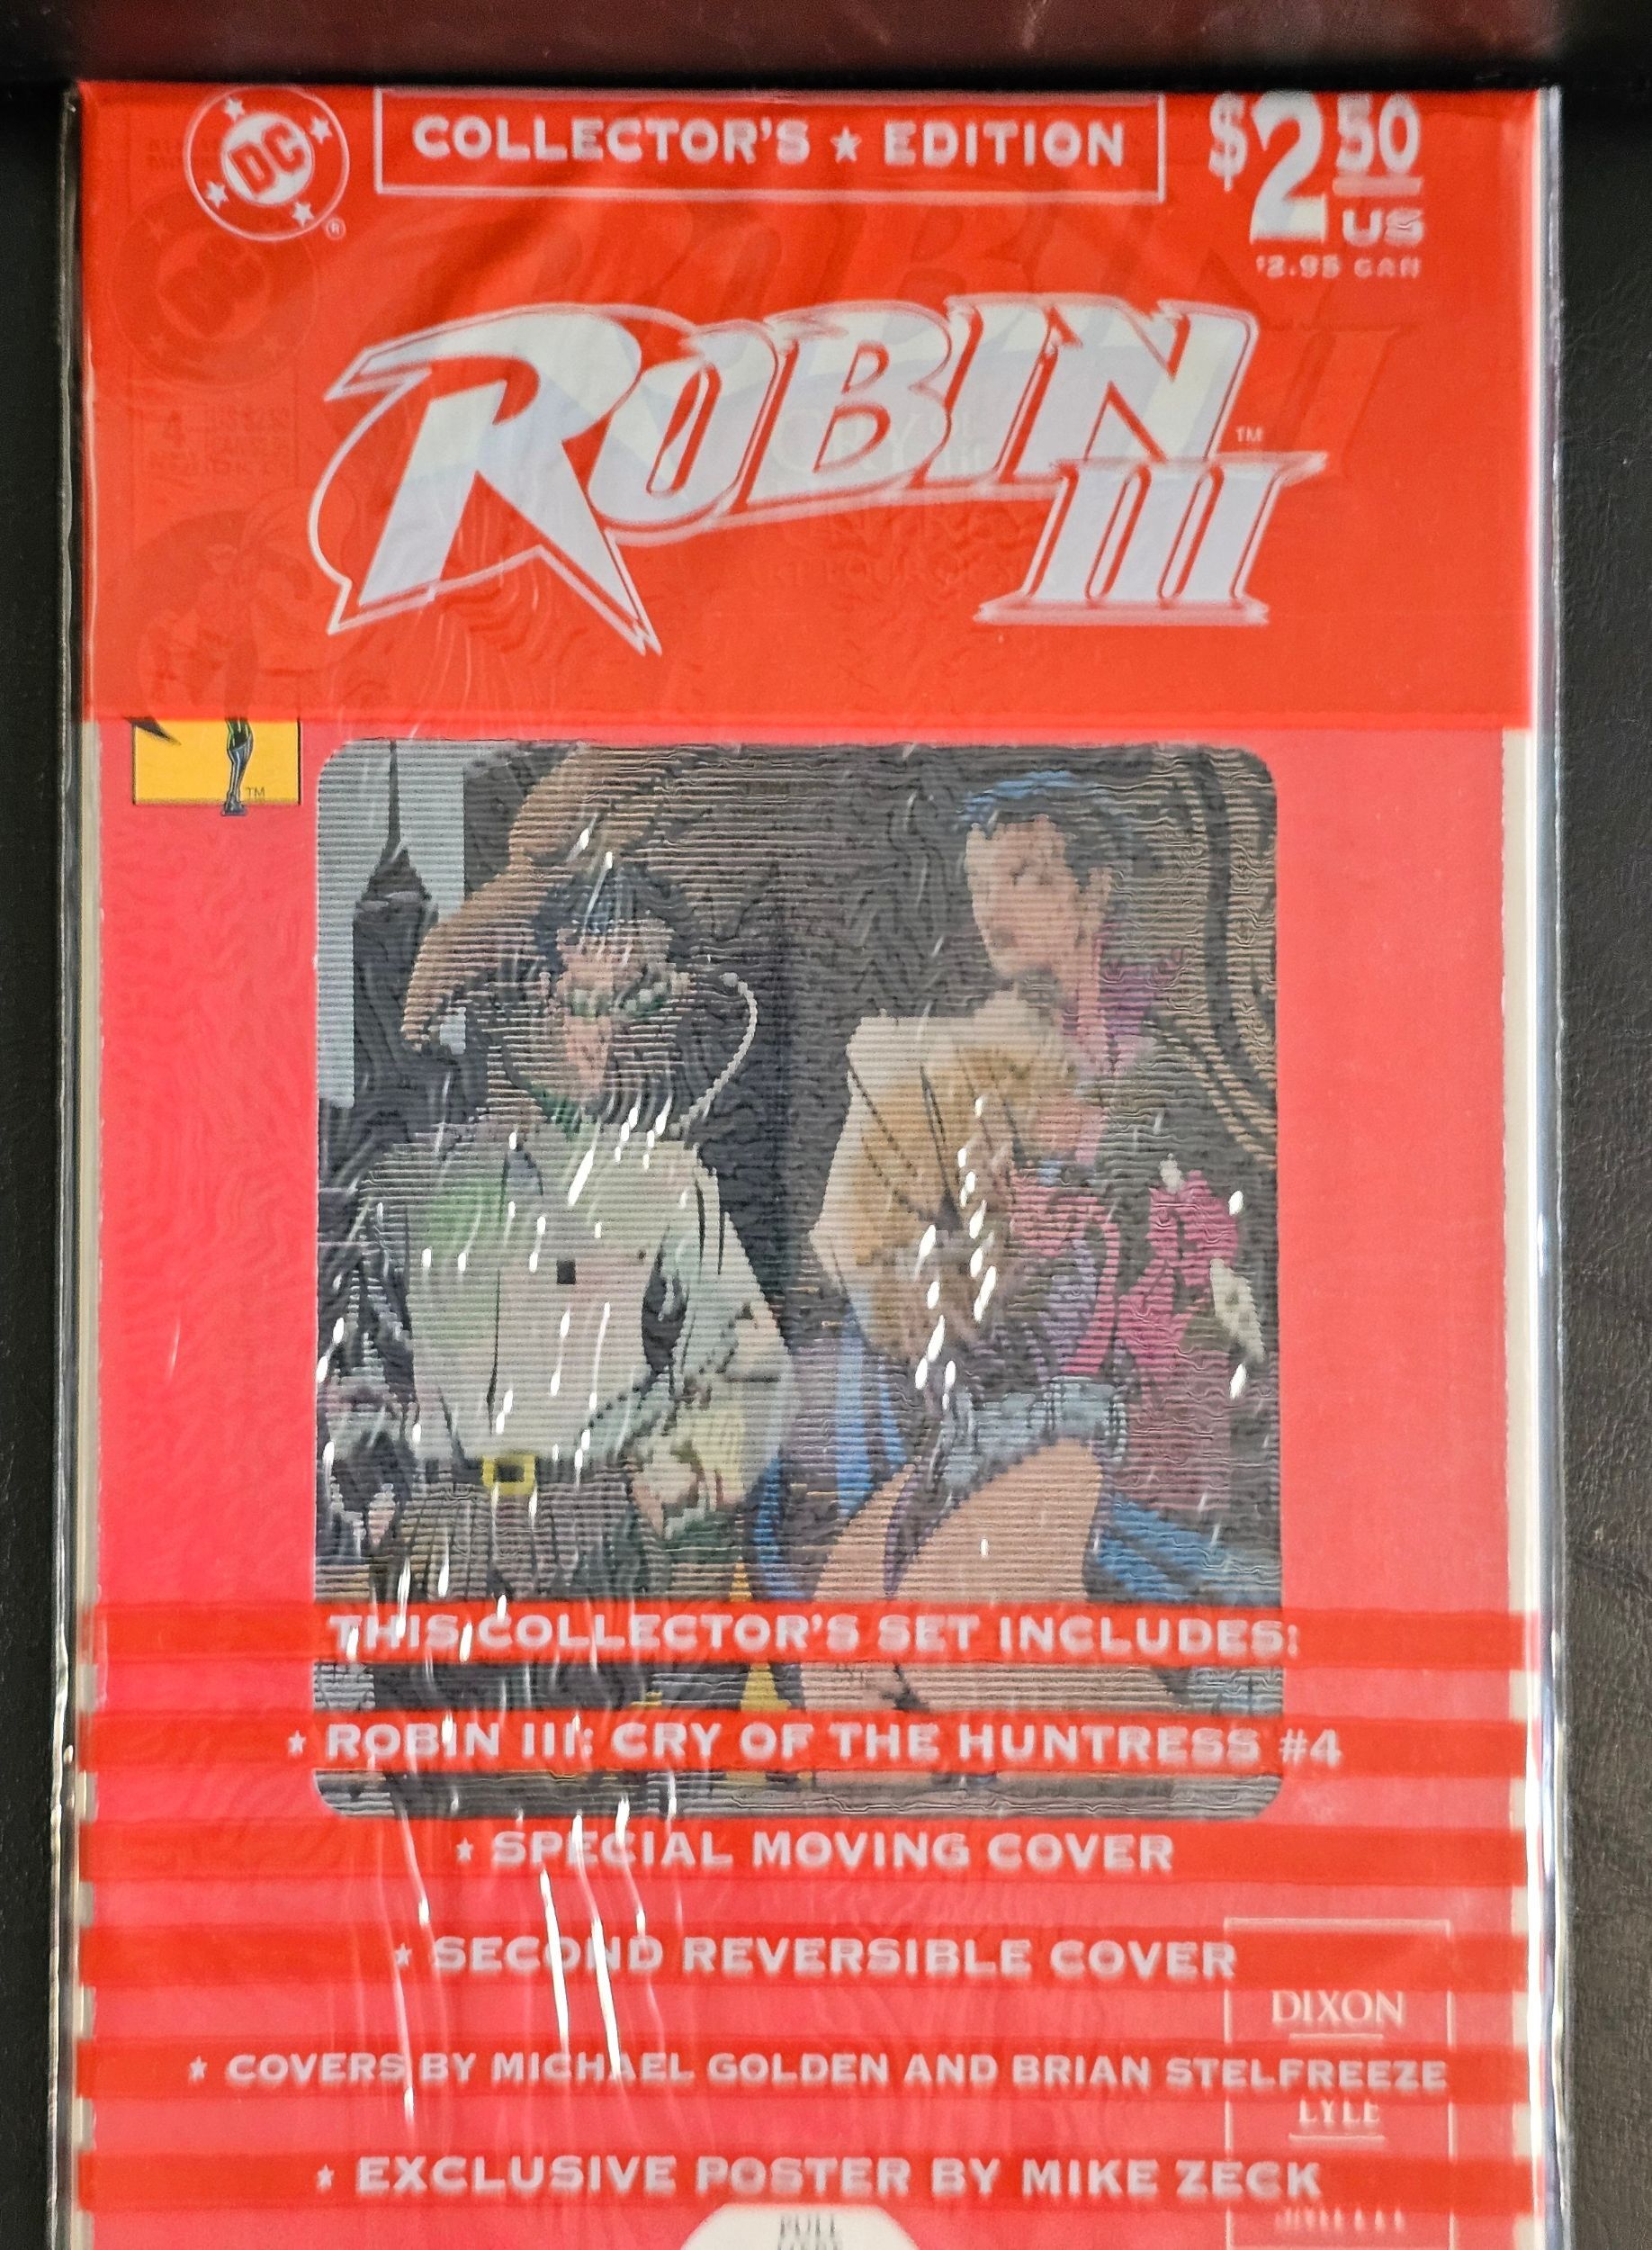 DC
®
COLLECTOR'S ★ EDITION
$2.50
US
$2.95 CAN
ROBIN
TM
III
TM
THIS COLLECTOR'S SET INCLUDES:
★ ROBIN III: CRY OF THE HUNTRESS #4
★ SPECIAL MOVING COVER
★ SECOND REVERSIBLE COVER
DIXON
★ COVERS BY MICHAEL GOLDEN AND BRIAN STELFREEZE
LYLE
★ EXCLUSIVE POSTER BY MIKE ZECK
PULL